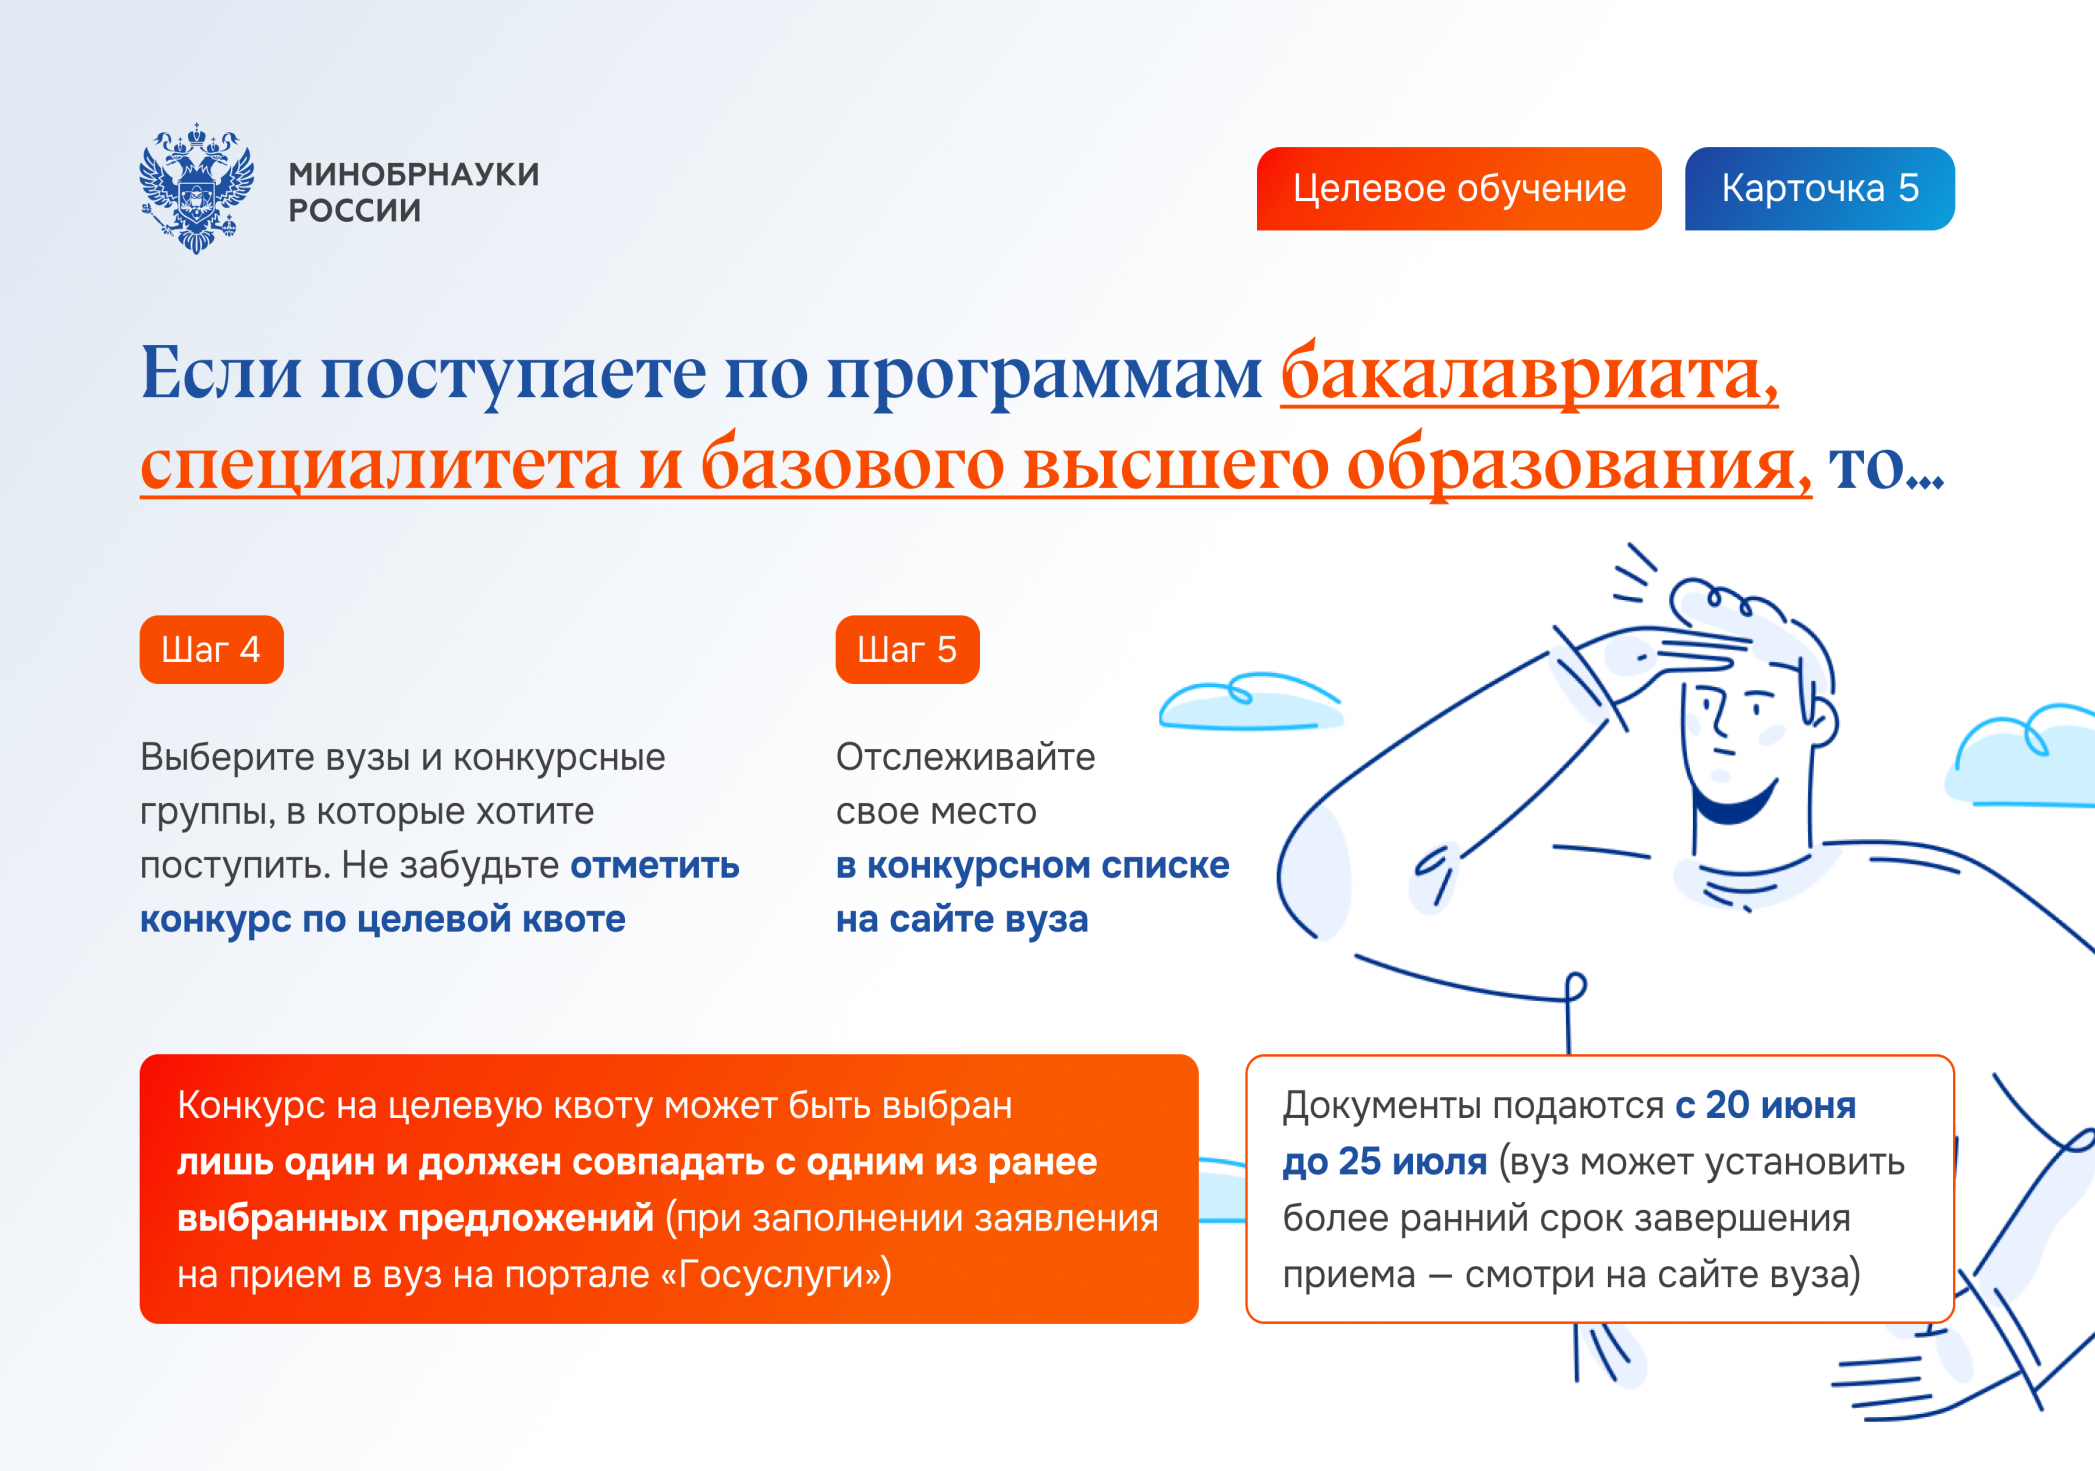 МИНОБРНАУКИ
РОССИИ
Целевое обучение
Карточка 5
Если поступаете по программам бакалавриата,
специалитета и базового высшего образования, то...
Шаг 4
Выберите вузы и конкурсные
группы, в которые хотите
поступить. Не забудьте отметить
конкурс по целевой квоте
Шаг 5
Отслеживайте
свое место
в конкурсном списке
на сайте вуза
Конкурс на целевую квоту может быть выбран
лишь один и должен совпадать с одним из ранее
выбранных предложений (при заполнении заявления
на прием в вуз на портале «Госуслуги»)
Документы подаются с 20 июня
до 25 июля (вуз может установить
более ранний срок завершения
приема — смотри на сайте вуза)